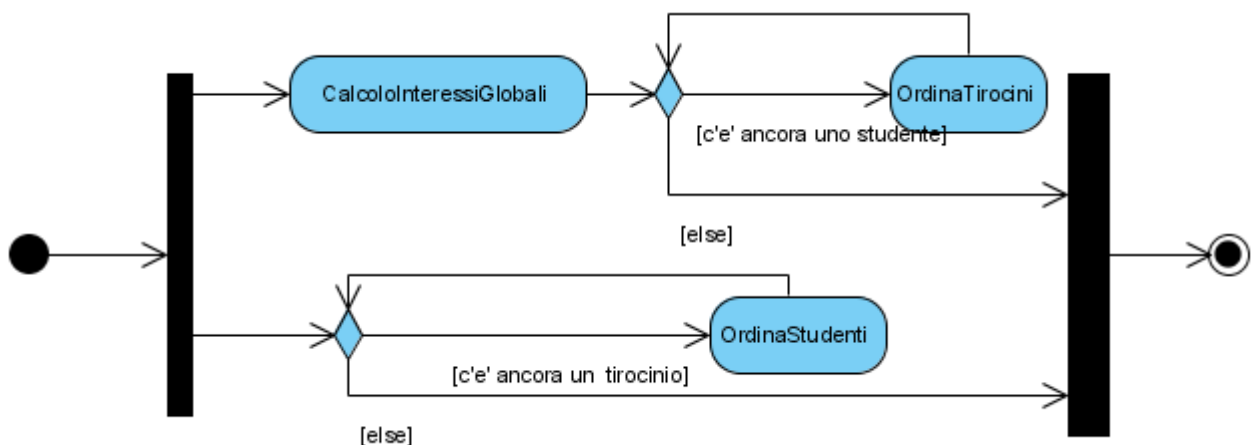 CalcoloInteressiGlobali
OrdinaTirocini
[c'e' ancora uno studente]
[else]
OrdinaStudenti
[c'e' ancora un tirocinio]
[else]